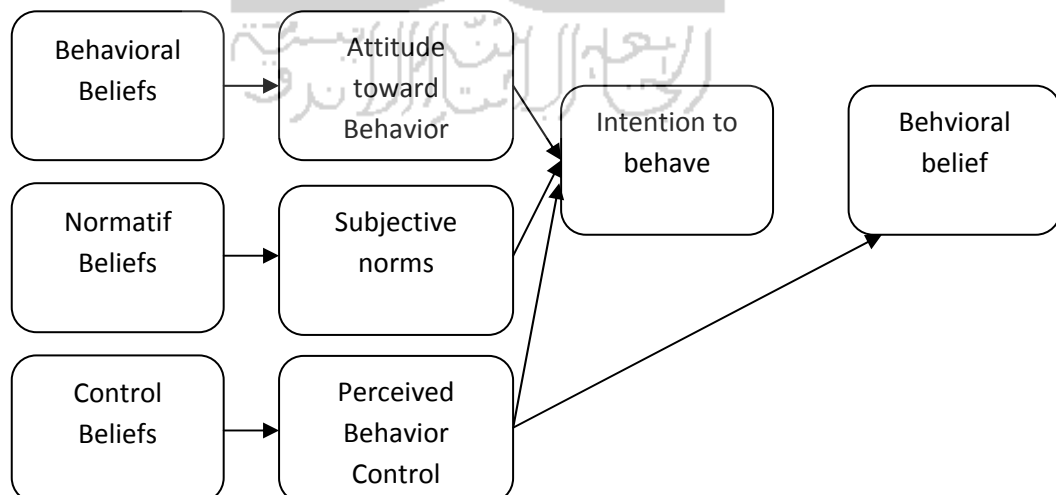 Behavioral
Beliefs
Attitude
toward
Behavior
Intention to
behave
Behvioral
belief
Normatif
Beliefs
Subjective
norms
Control
Beliefs
Perceived
Behavior
Control